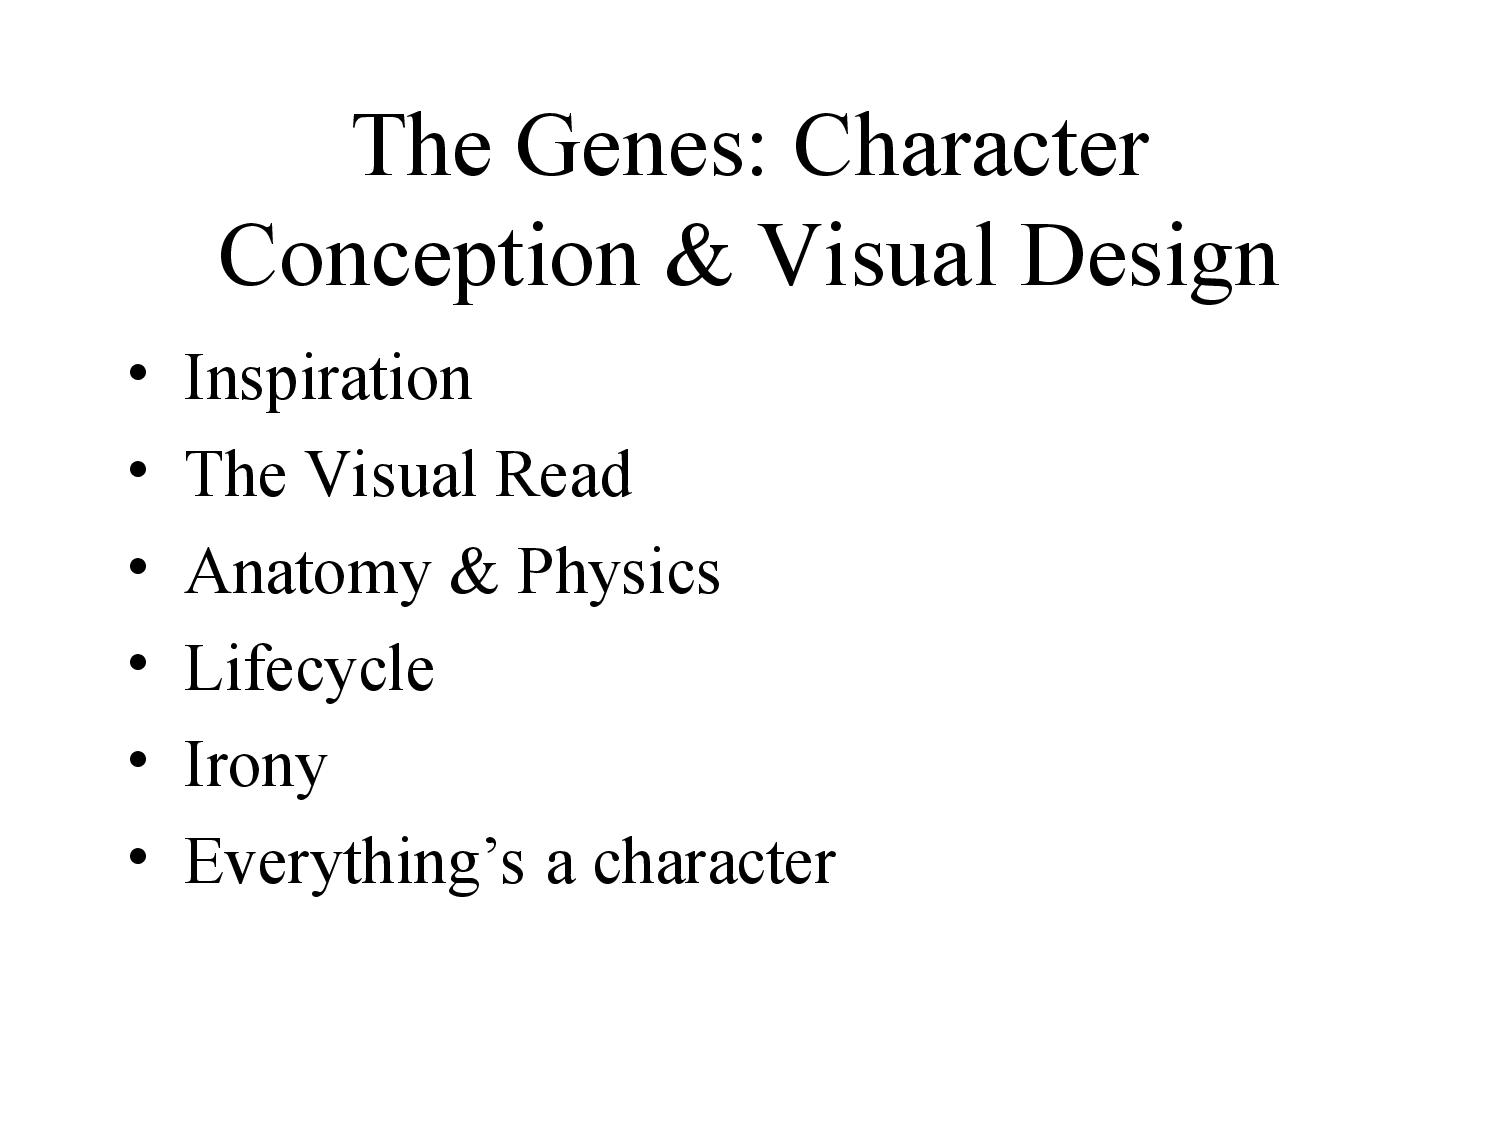 The Genes: Character
Conception & Visual Design
• Inspiration
• The Visual Read
• Anatomy & Physics
• Lifecycle
• Irony
• Everything’s a character